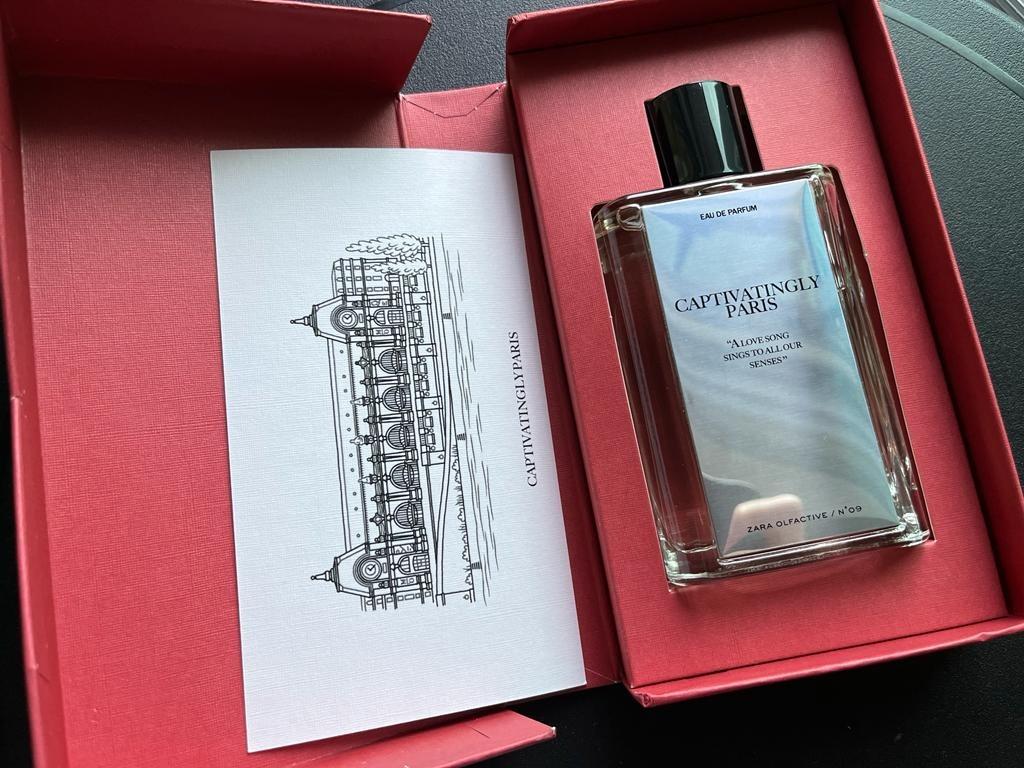 CAPTIVATINGLY PARIS
EAU DE PARFUM
CAPTIVATINGLY
PARIS
"A LOVE SONG
SINGS TO ALL OUR
SENSES"
ZARA OLFACTIVE / N°09